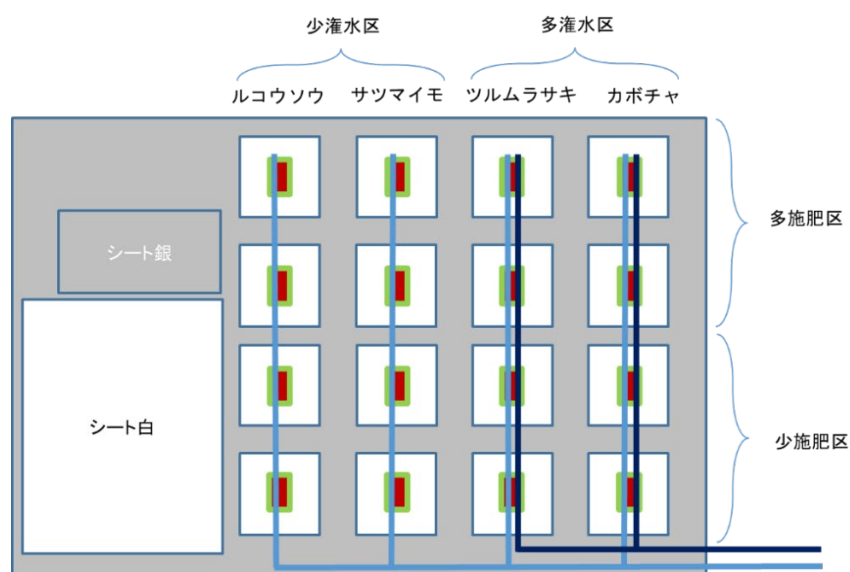 少潅水区
多潅水区
ルコウソウ
サツマイモ
ツルムラサキ
カボチャ
多施肥区
シート銀
シート白
少施肥区